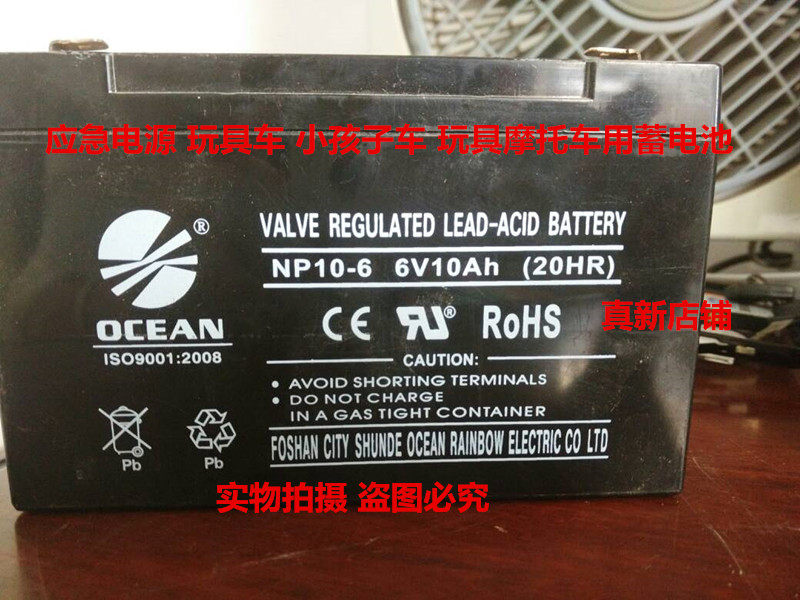 应急电源 玩具车 小孩子车 玩具摩托车用蓄电池
®
VALVE REGULATED LEAD-ACID BATTERY
NP10-6 6V10Ah (20HR)
CE RU® RoHS
真新店铺
OCEAN
ISO9001:2008
CAUTION:
• AVOID SHORTING TERMINALS
• DO NOT CHARGE
IN A GAS TIGHT CONTAINER
Pb Pb
FOSHAN CITY SHUNDE OCEAN RAINBOW ELECTRIC CO LTD
实物拍摄 盗图必究